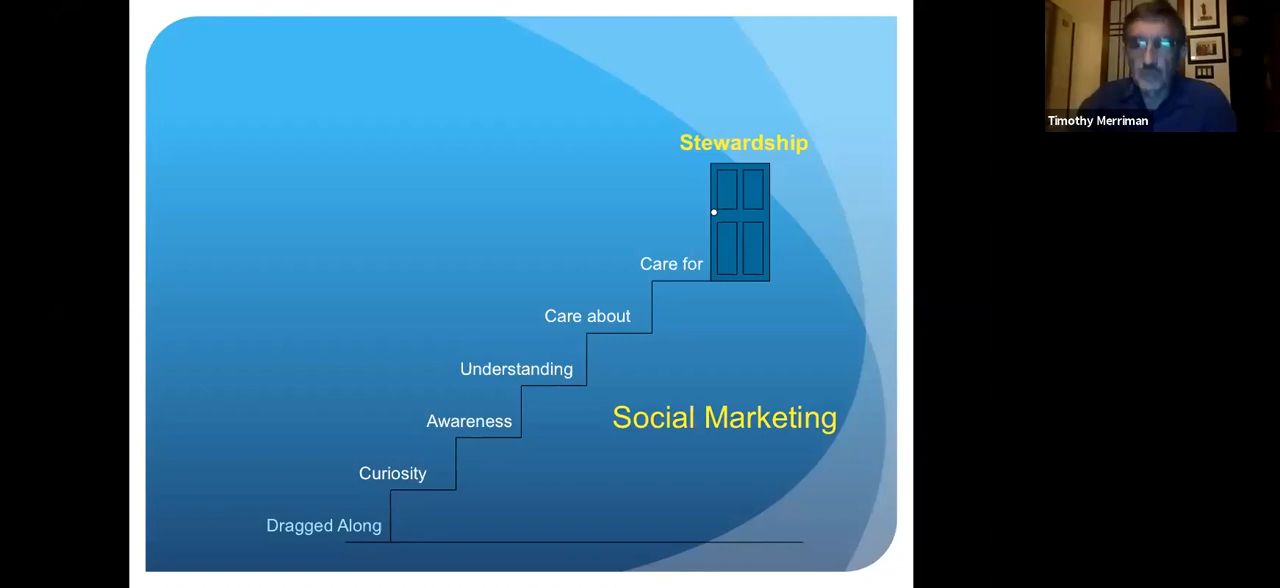 Stewardship
Care for
Care about
Understanding
Awareness
Social Marketing
Curiosity
Dragged Along
Timothy Merriman